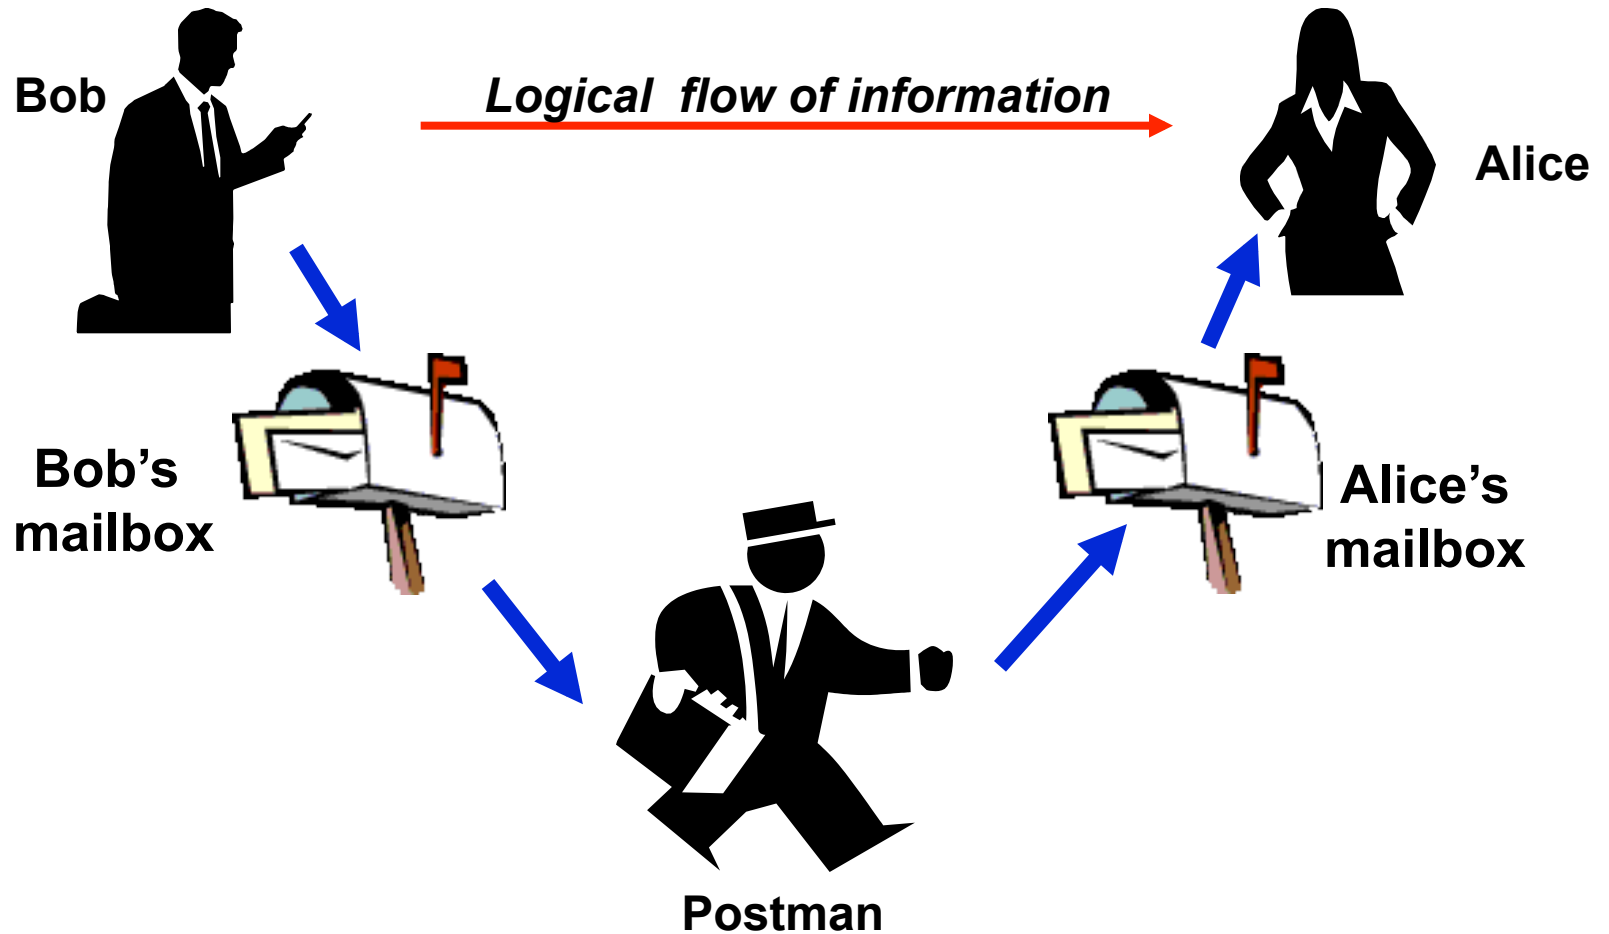 Bob
Logical flow of information
Alice
Bob’s
mailbox
Alice’s
mailbox
Postman